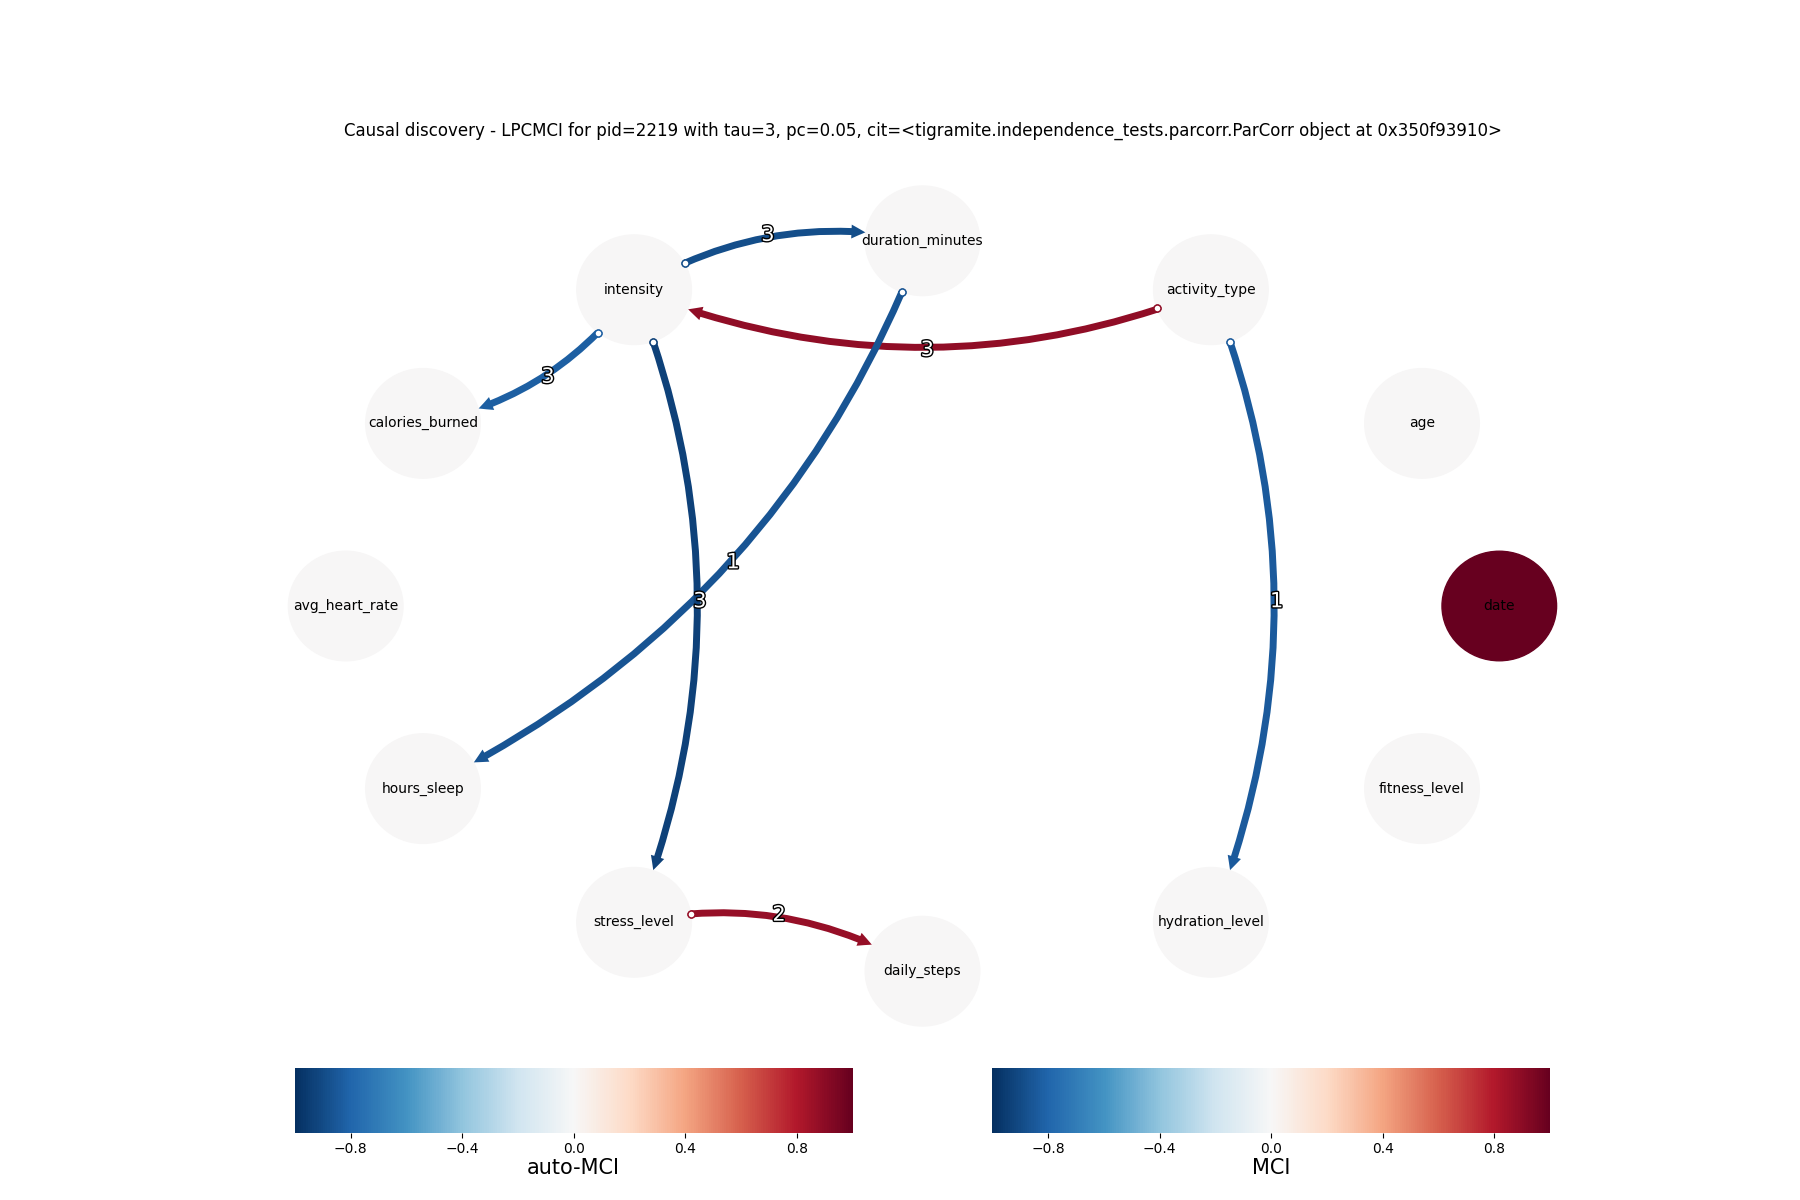 Causal discovery - LPCMCI for pid=2219 with tau=3, pc=0.05, cit=<tigramite.independence_tests.parcorr.ParCorr object at 0x350f93910>
3
duration_minutes
intensity
activity_type
3
3
calories_burned
age
1
3
1
avg_heart_rate
date
hours_sleep
fitness_level
2
stress_level
hydration_level
daily_steps
−0.8 −0.4 0.0 0.4 0.8
auto-MCI
−0.8 −0.4 0.0 0.4 0.8
MCI